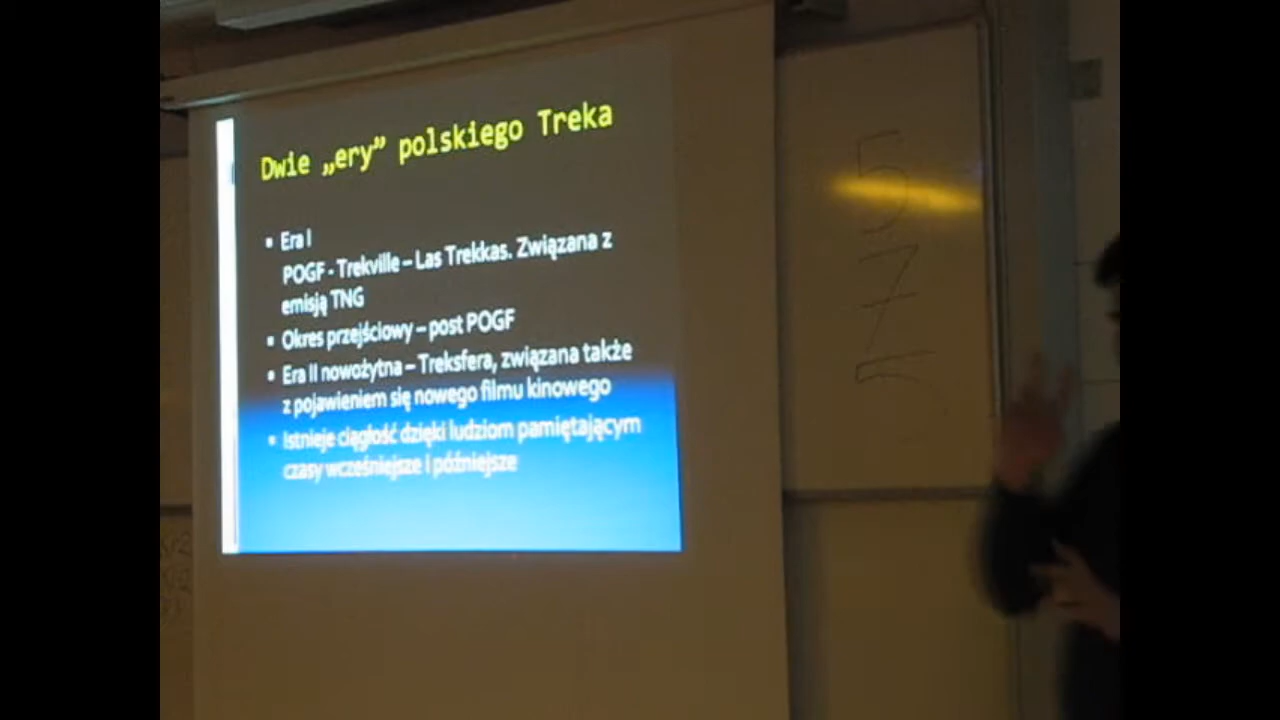 Dwie „ery” polskiego Treka
▪ Era I
POGF - Trekville – Las Trekkas. Związana z
emisją TNG
▪ Okres przejściowy – post POGF
▪ Era II nowożytna – Treksfera, związana także
z pojawieniem się nowego filmu kinowego
▪ Istnieje ciągłość dzięki ludziom pamiętającym
czasy wcześniejsze i późniejsze